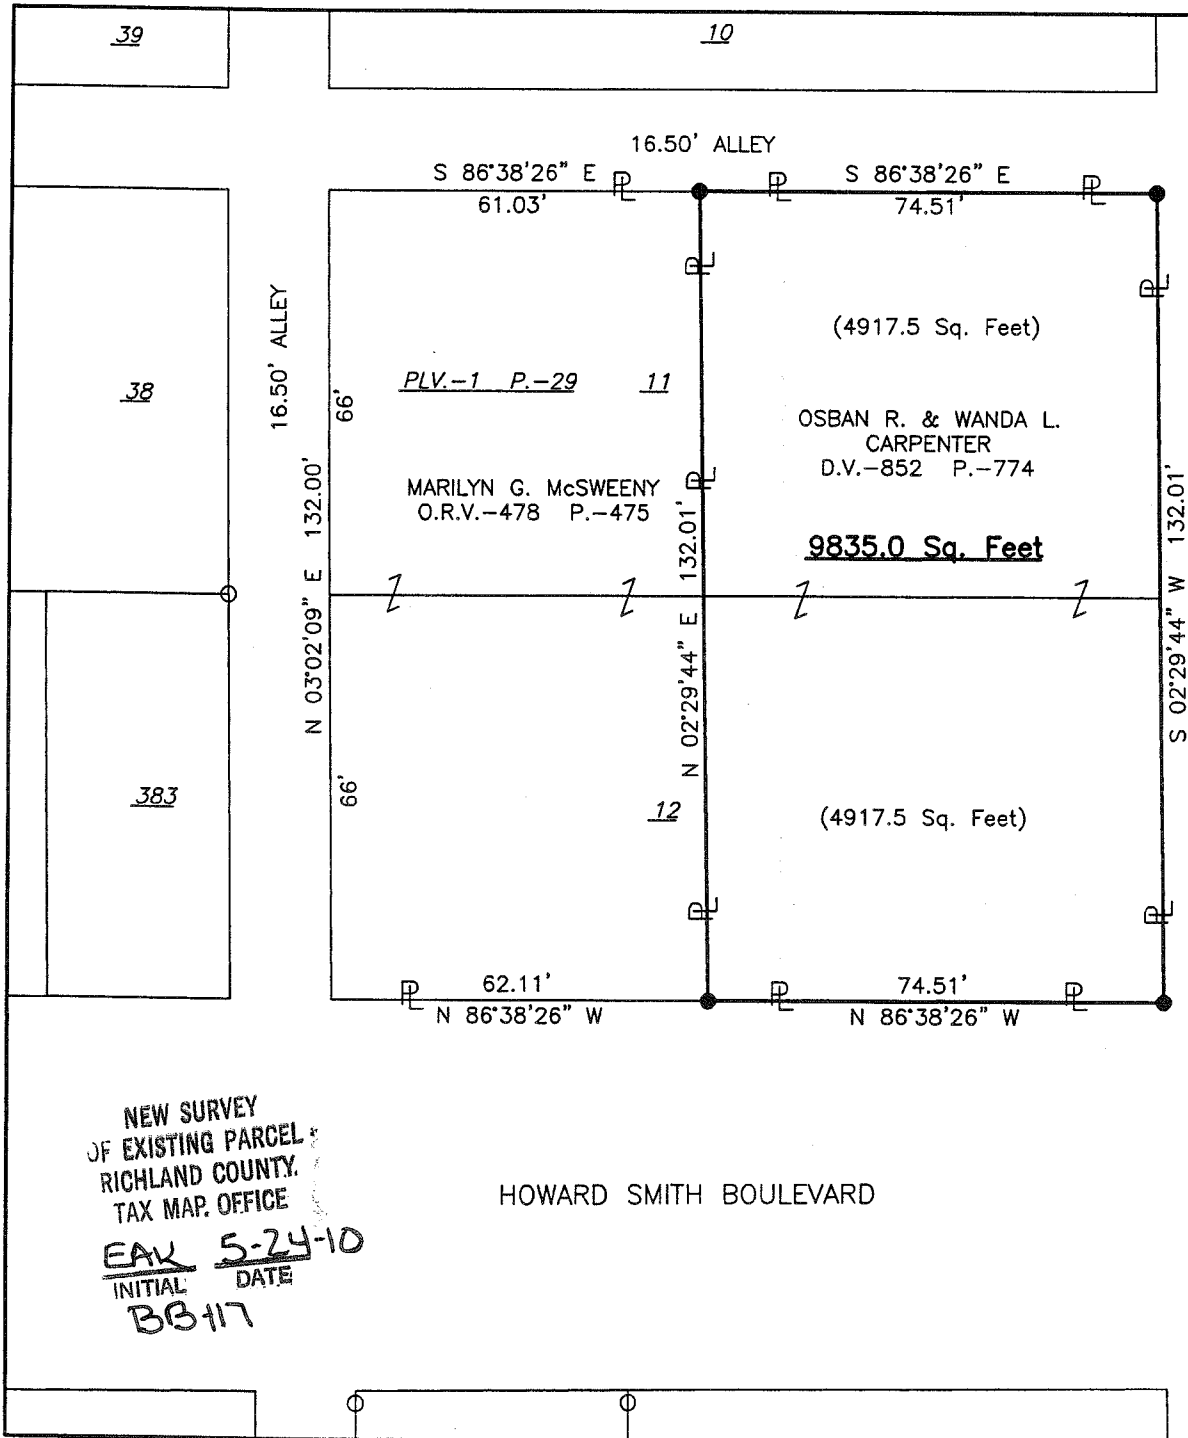 39
10
16.50' ALLEY
S 86°38'26" E
61.03'
S 86°38'26" E
74.51'
16.50' ALLEY
(4917.5 Sq. Feet)
38
66'
PLV.-1 P.-29
11
OSBAN R. & WANDA L.
CARPENTER
D.V.-852 P.-774
MARILYN G. McSWEENY
O.R.V.-478 P.-475
9835.0 Sq. Feet
N 03°02'09" E 132.00'
N 02°29'44" E 132.01'
S 02°29'44" W 132.01'
383
66'
12
(4917.5 Sq. Feet)
62.11'
N 86°38'26" W
74.51'
N 86°38'26" W
NEW SURVEY
OF EXISTING PARCEL
RICHLAND COUNTY.
TAX MAP. OFFICE
EAK 5-24-10
INITIAL DATE
HOWARD SMITH BOULEVARD